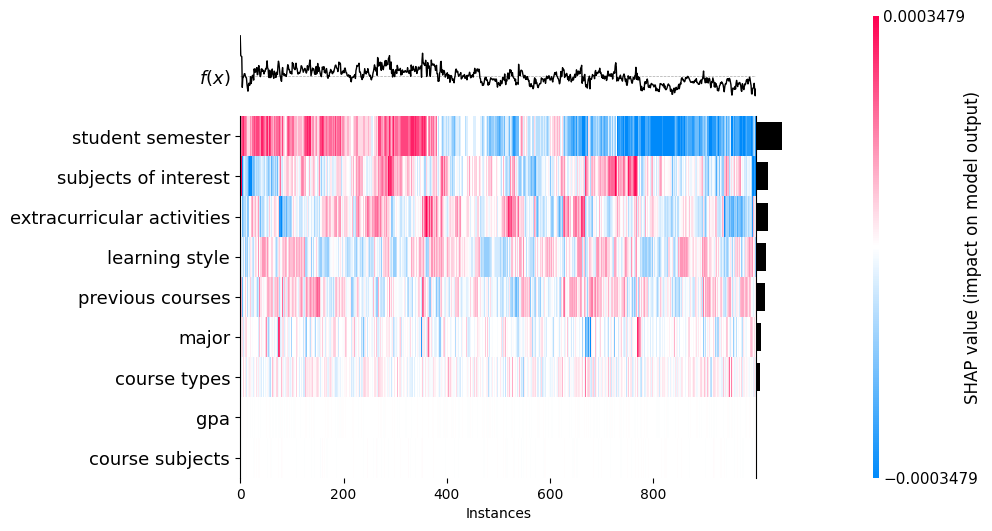 0.0003479
f(x)
student semester
subjects of interest
extracurricular activities
learning style
previous courses
major
course types
gpa
course subjects
SHAP value (impact on model output)
−0.0003479
0 200 400 600 800
Instances